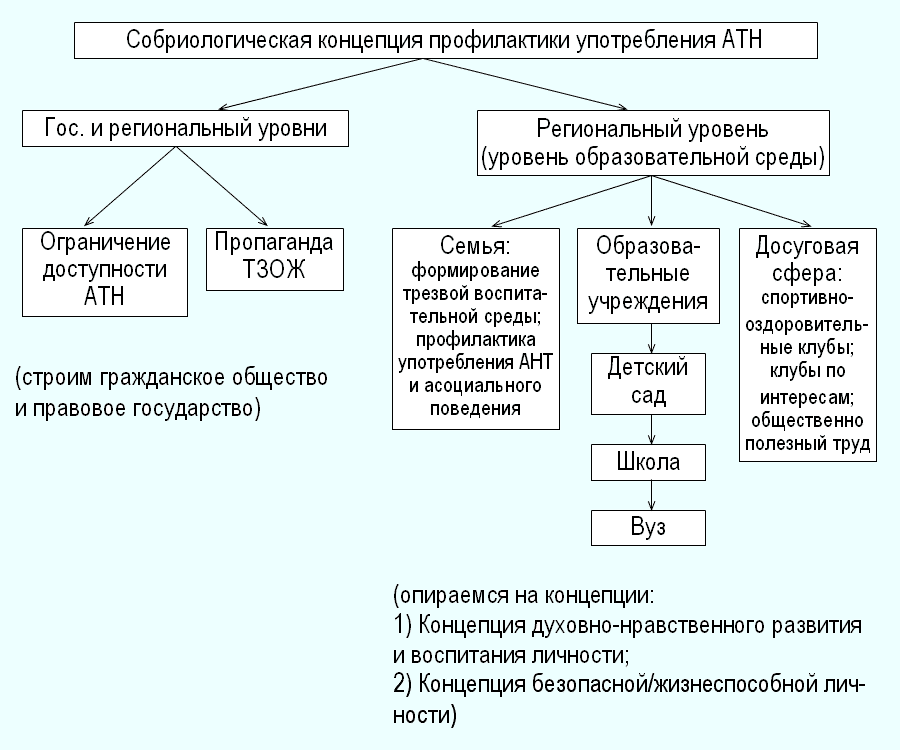 Собриологическая концепция профилактики употребления АТН
Гос. и региональный уровни
Региональный уровень
(уровень образовательной среды)
Ограничение
доступности
АТН
Пропаганда
ТЗОЖ
(строим гражданское общество
и правовое государство)
Семья:
формирование
трезвой воспита-
тельной среды;
профилактика
употребления АНТ
и асоциального
поведения
Образова-
тельные
учреждения
Детский
сад
Школа
Вуз
Досуговая
сфера:
спортивно-
оздоровитель-
ные клубы;
клубы по
интересам;
общественно
полезный труд
(опираемся на концепции:
1) Концепция духовно-нравственного развития
и воспитания личности;
2) Концепция безопасной/жизнеспособной лич-
ности)